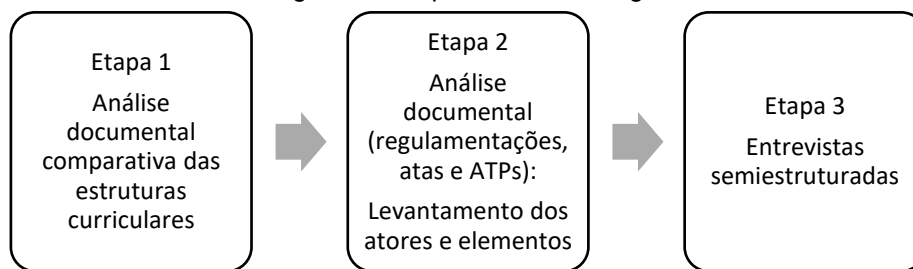 Etapa 1
Análise
documental
comparativa das
estruturas
curriculares
Etapa 2
Análise
documental
(regulamentações,
atas e ATPs):
Levantamento dos
atores e elementos
Etapa 3
Entrevistas
semiestruturadas